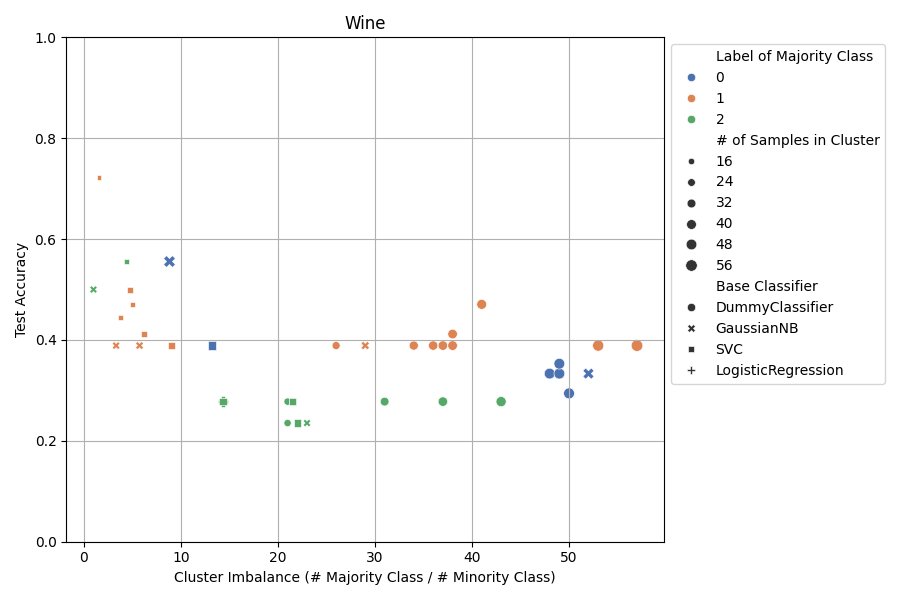 Wine
1.0
0.8
0.6
0.4
0.2
0.0
Test Accuracy
0 10 20 30 40 50
Cluster Imbalance (# Majority Class / # Minority Class)
Label of Majority Class
0
1
2
# of Samples in Cluster
16
24
32
40
48
56
Base Classifier
DummyClassifier
GaussianNB
SVC
LogisticRegression